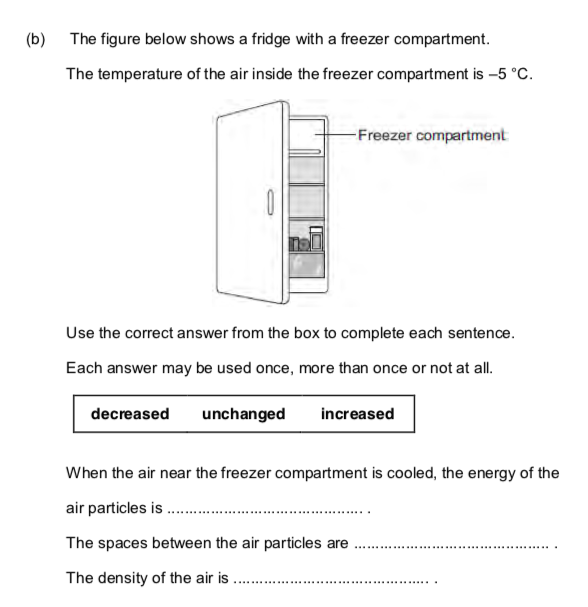 (b) The figure below shows a fridge with a freezer compartment.
The temperature of the air inside the freezer compartment is –5 °C.
Freezer compartment
Use the correct answer from the box to complete each sentence.
Each answer may be used once, more than once or not at all.
decreased unchanged increased
When the air near the freezer compartment is cooled, the energy of the
air particles is ............................................. .
The spaces between the air particles are ............................................. .
The density of the air is ............................................. .